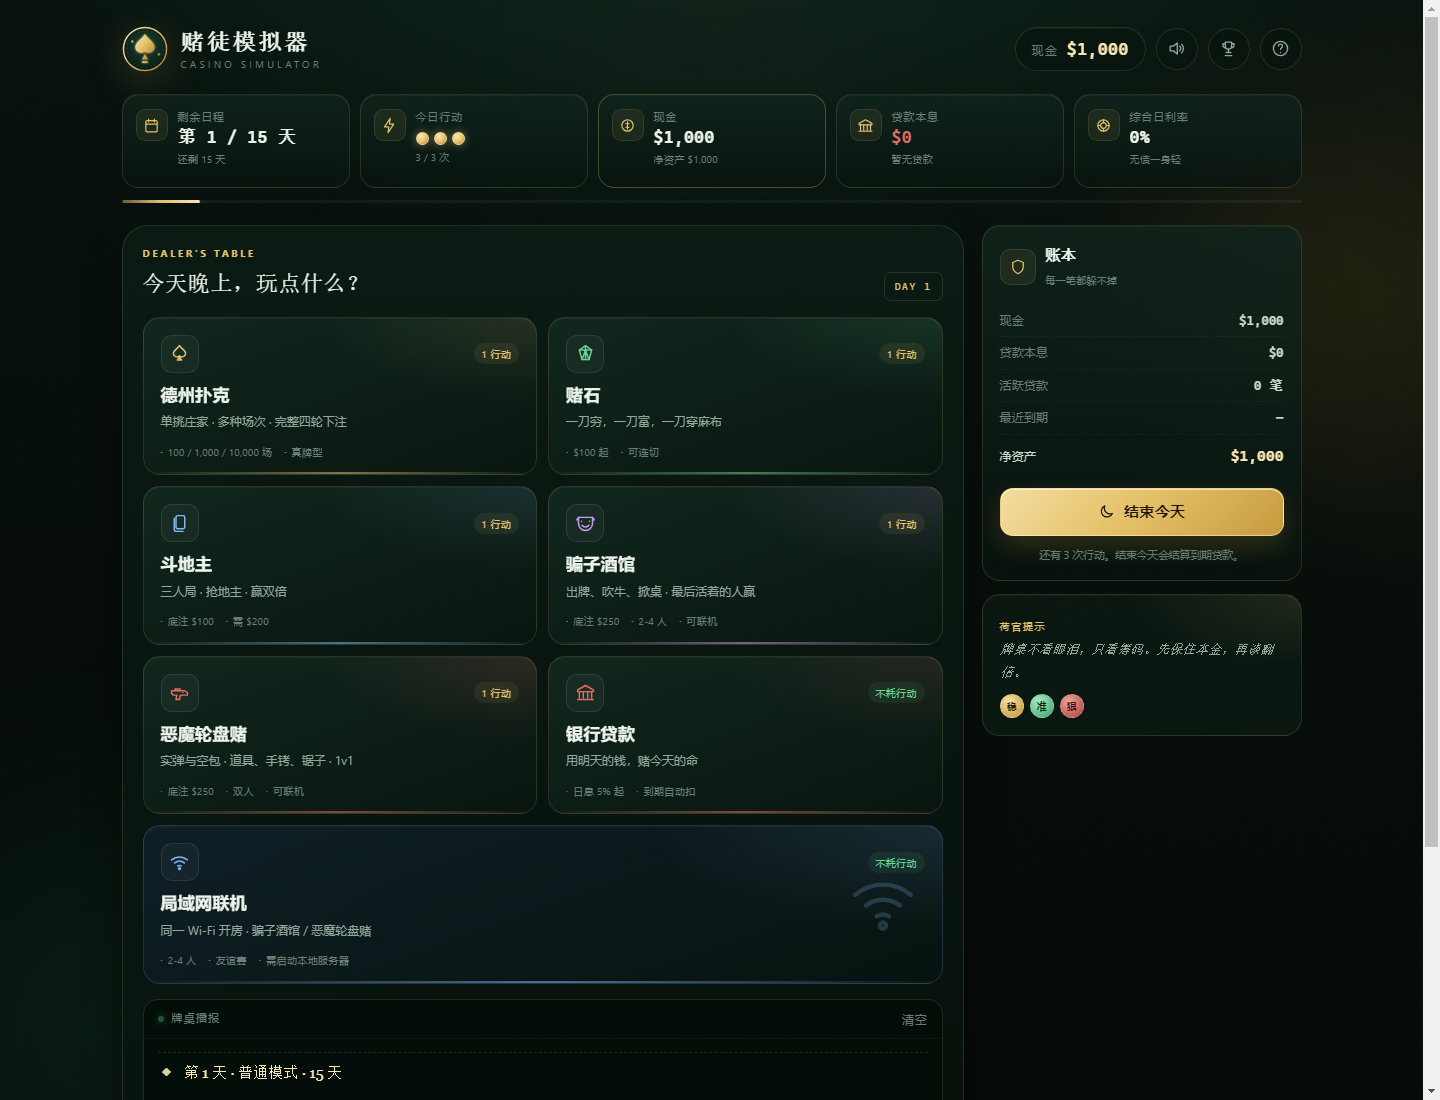 赌徒模拟器
CASINO SIMULATOR
现金 $1,000
剩余日程
第 1 / 15 天
还剩 15 天
今日行动
3 / 3 次
现金
$1,000
净资产 $1,000
贷款本息
$0
暂无贷款
综合日利率
0%
无债一身轻
DEALER'S TABLE
今天晚上，玩点什么？
DAY 1
1 行动
德州扑克
单挑庄家 · 多种场次 · 完整四轮下注
· 100 / 1,000 / 10,000 场 · 真牌型
1 行动
赌石
一刀穷，一刀富，一刀穿麻布
· $100 起 · 可连切
1 行动
斗地主
三人局 · 抢地主 · 赢双倍
· 底注 $100 · 需 $200
1 行动
骗子酒馆
出牌、吹牛、掀桌 · 最后活着的人赢
· 底注 $250 · 2-4 人 · 可联机
1 行动
恶魔轮盘赌
实弹与空包 · 道具、手铐、锯子 · 1v1
· 底注 $250 · 双人 · 可联机
不耗行动
银行贷款
用明天的钱，赌今天的命
· 日息 5% 起 · 到期自动扣
不耗行动
局域网联机
同一 Wi-Fi 开房 · 骗子酒馆 / 恶魔轮盘赌
· 2-4 人 · 友谊赛 · 需启动本地服务器
牌桌播报
清空
第 1 天 · 普通模式 · 15 天
账本
每一笔都躲不掉
现金 $1,000
贷款本息 $0
活跃贷款 0 笔
最近到期 —
净资产 $1,000
结束今天
还有 3 次行动。结束今天会结算到期贷款。
荷官提示
牌桌不看眼泪，只看筹码。先保住本金，再谈翻
倍。
稳 准 狠